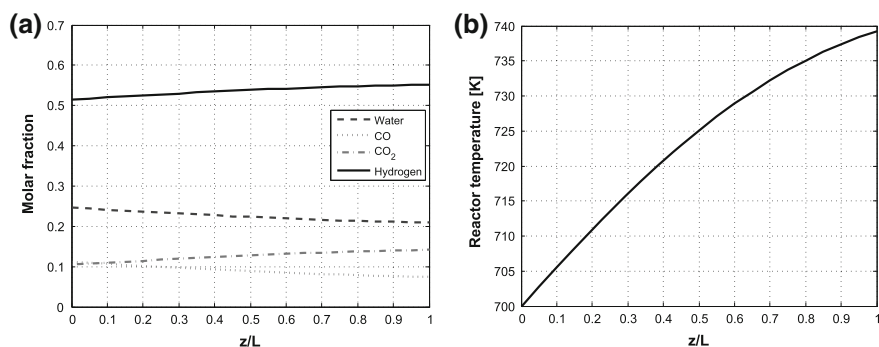 (a)
Molar fraction
0.7
0.6
0.5
0.4
0.3
0.2
0.1
0
Water
CO
CO₂
Hydrogen
0 0.1 0.2 0.3 0.4 0.5 0.6 0.7 0.8 0.9 1
z/L
(b)
Reactor temperature [K]
740
735
730
725
720
715
710
705
700
0 0.1 0.2 0.3 0.4 0.5 0.6 0.7 0.8 0.9 1
z/L